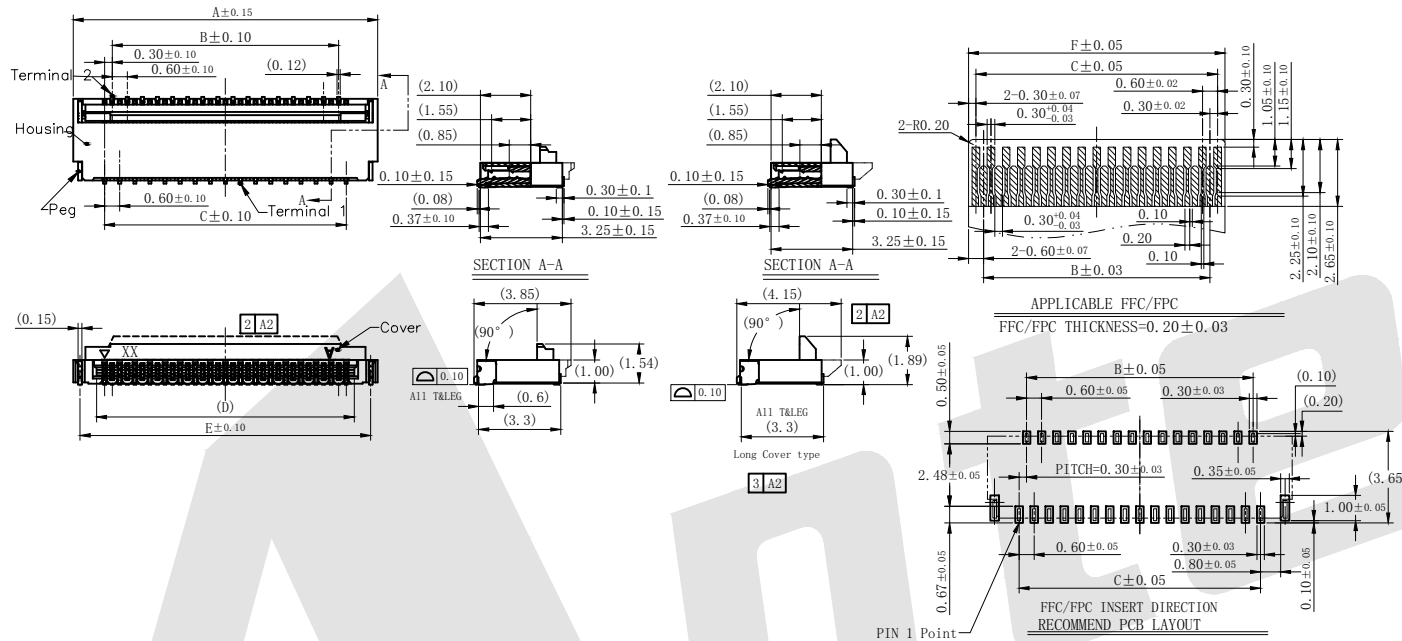 A±0.15
B±0.10
0.30±0.10
0.60±0.10
(0.12)
Terminal 2
A
Housing
Peg
0.60±0.10
A
Terminal 1
C±0.10
(2.10)
(1.55)
(0.85)
0.10±0.15
(0.08)
0.37±0.10
0.30±0.1
0.10±0.15
3.25±0.15
SECTION A-A
(2.10)
(1.55)
(0.85)
0.10±0.15
(0.08)
0.37±0.10
0.30±0.1
0.10±0.15
3.25±0.15
SECTION A-A
F±0.05
C±0.05
0.60±0.02
2-0.30±0.07
0.30±0.02
0.30+0.04-0.03
2-R0.20
0.30±0.10
1.05±0.10
1.15±0.10
0.30+0.04-0.03
0.10
0.20
2-0.60±0.07
0.10
B±0.03
2.25±0.10
2.10±0.10
2.65±0.10
APPLICABLE FFC/FPC
FFC/FPC THICKNESS=0.20±0.03
(0.15)
2 A2
Cover
XX
(D)
E±0.10
(3.85)
(90°)
(1.54)
(1.00)
0.10
All T&LEG
(0.6)
(3.3)
(4.15)
2 A2
(90°)
(1.89)
(1.00)
0.10
All T&LEG
(3.3)
Long Cover type
3 A2
B±0.05
0.50±0.05
0.60±0.05
0.30±0.03
(0.10)
(0.20)
2.48±0.05
PITCH=0.30±0.03
0.35±0.05
(3.65
1.00±0.05
0.60±0.05
0.30±0.03
0.80±0.05
0.67±0.05
C±0.05
0.10±0.05
FFC/FPC INSERT DIRECTION
RECOMMEND PCB LAYOUT
PIN 1 Point
Ante